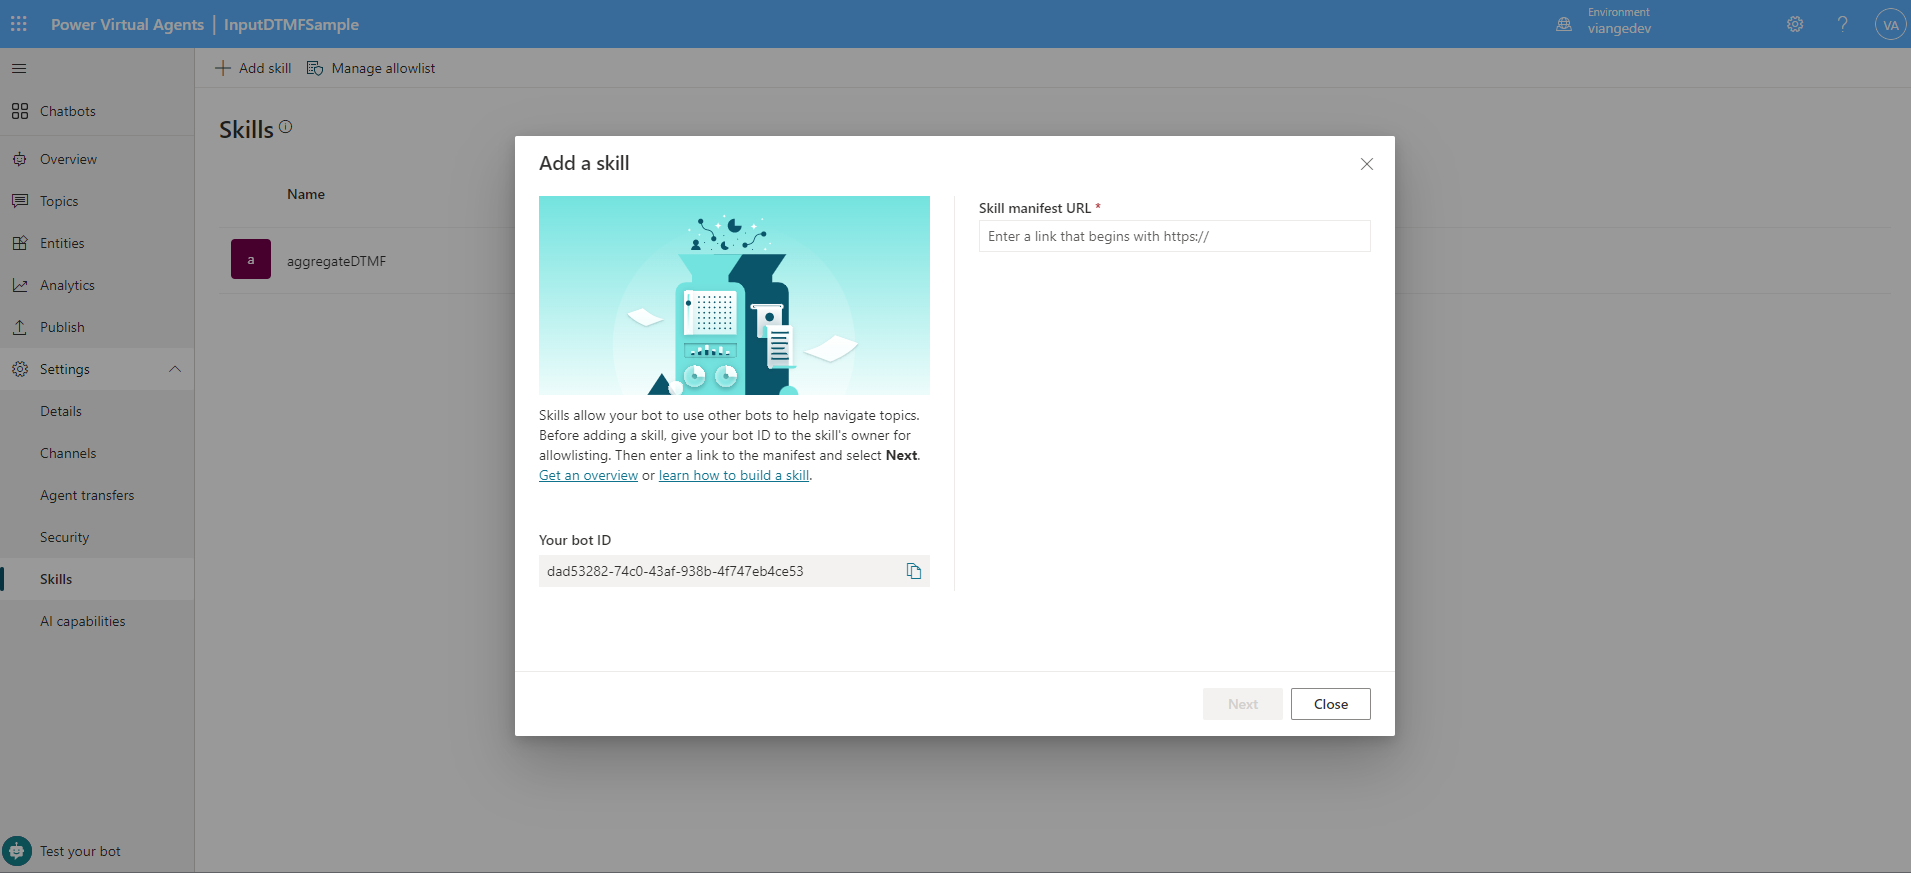 Power Virtual Agents | InputDTMFSample
Environment
viangedev
VA
Add skill
Manage allowlist
Chatbots
Overview
Topics
Entities
Analytics
Publish
Settings
Details
Channels
Agent transfers
Security
Skills
AI capabilities
Test your bot
Skills
Name
a
aggregateDTMF
Add a skill
Skills allow your bot to use other bots to help navigate topics.
Before adding a skill, give your bot ID to the skill's owner for
allowlisting. Then enter a link to the manifest and select Next.
Get an overview or learn how to build a skill.
Your bot ID
dad53282-74c0-43af-938b-4f747eb4ce53
Skill manifest URL *
Enter a link that begins with https://
Next
Close